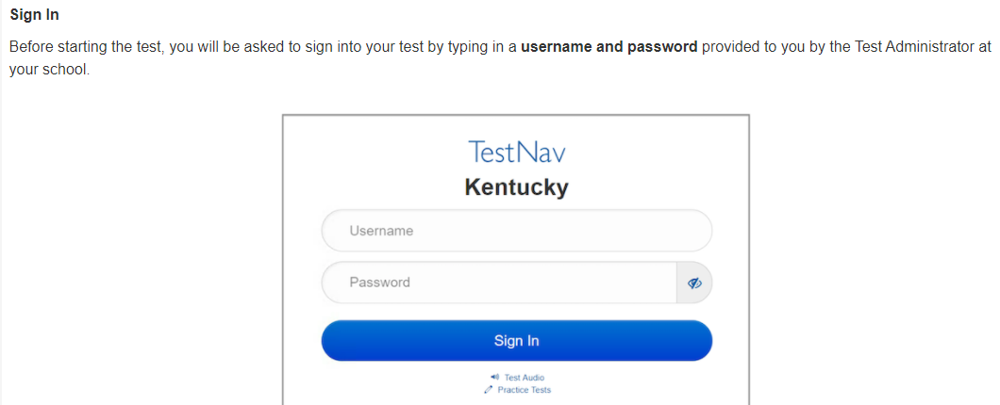 Sign In
Before starting the test, you will be asked to sign into your test by typing in a username and password provided to you by the Test Administrator at
your school.
TestNav
Kentucky
Username
Password
Sign In
Test Audio
Practice Tests